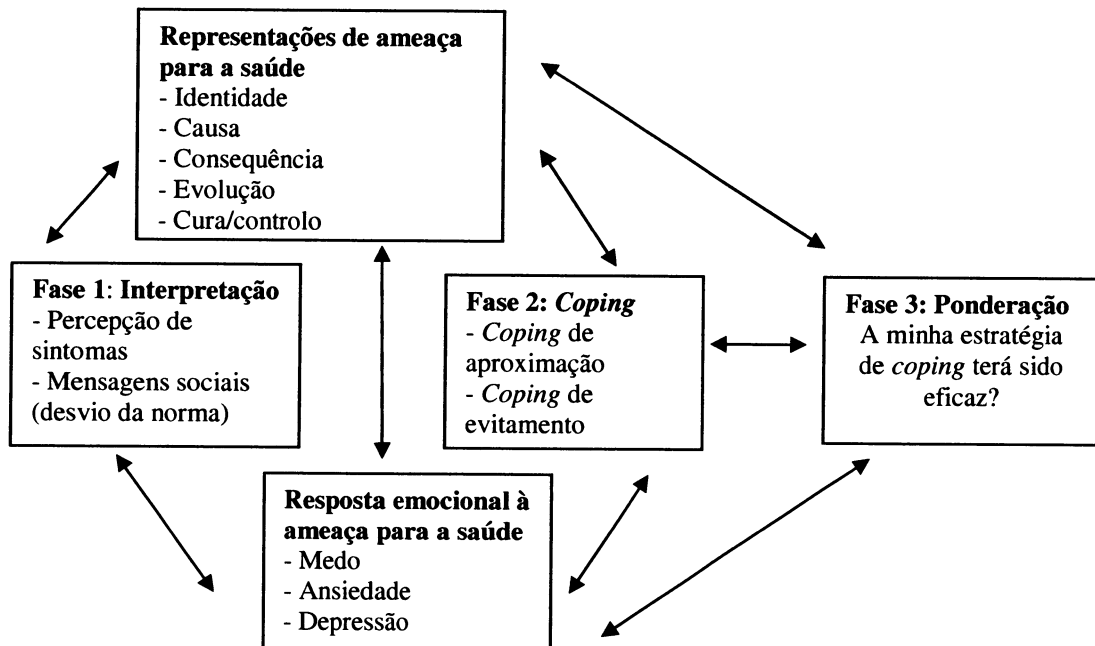 Representações de ameaça
para a saúde
- Identidade
- Causa
- Consequência
- Evolução
- Cura/controlo
Fase 1: Interpretação
- Percepção de
sintomas
- Mensagens sociais
(desvio da norma)
Fase 2: Coping
- Coping de
aproximação
- Coping de
evitamento
Fase 3: Ponderação
A minha estratégia
de coping terá sido
eficaz?
Resposta emocional à
ameaça para a saúde
- Medo
- Ansiedade
- Depressão